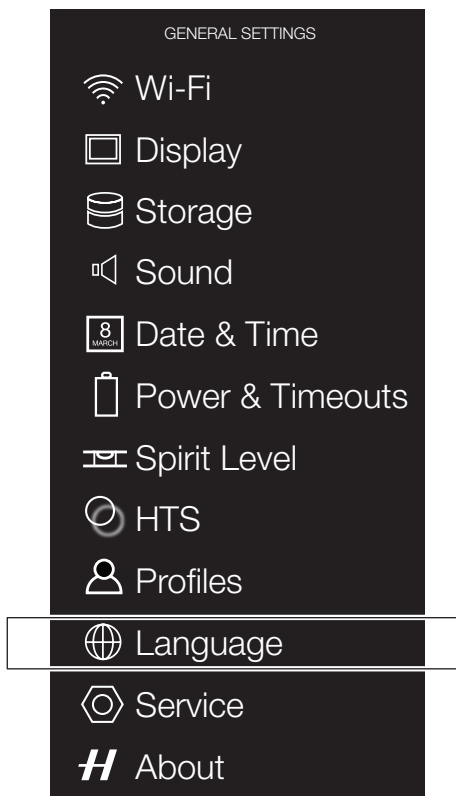 GENERAL SETTINGS
Wi-Fi
Display
Storage
Sound
8
MARCH
Date & Time
Power & Timeouts
Spirit Level
HTS
Profiles
Language
Service
H About